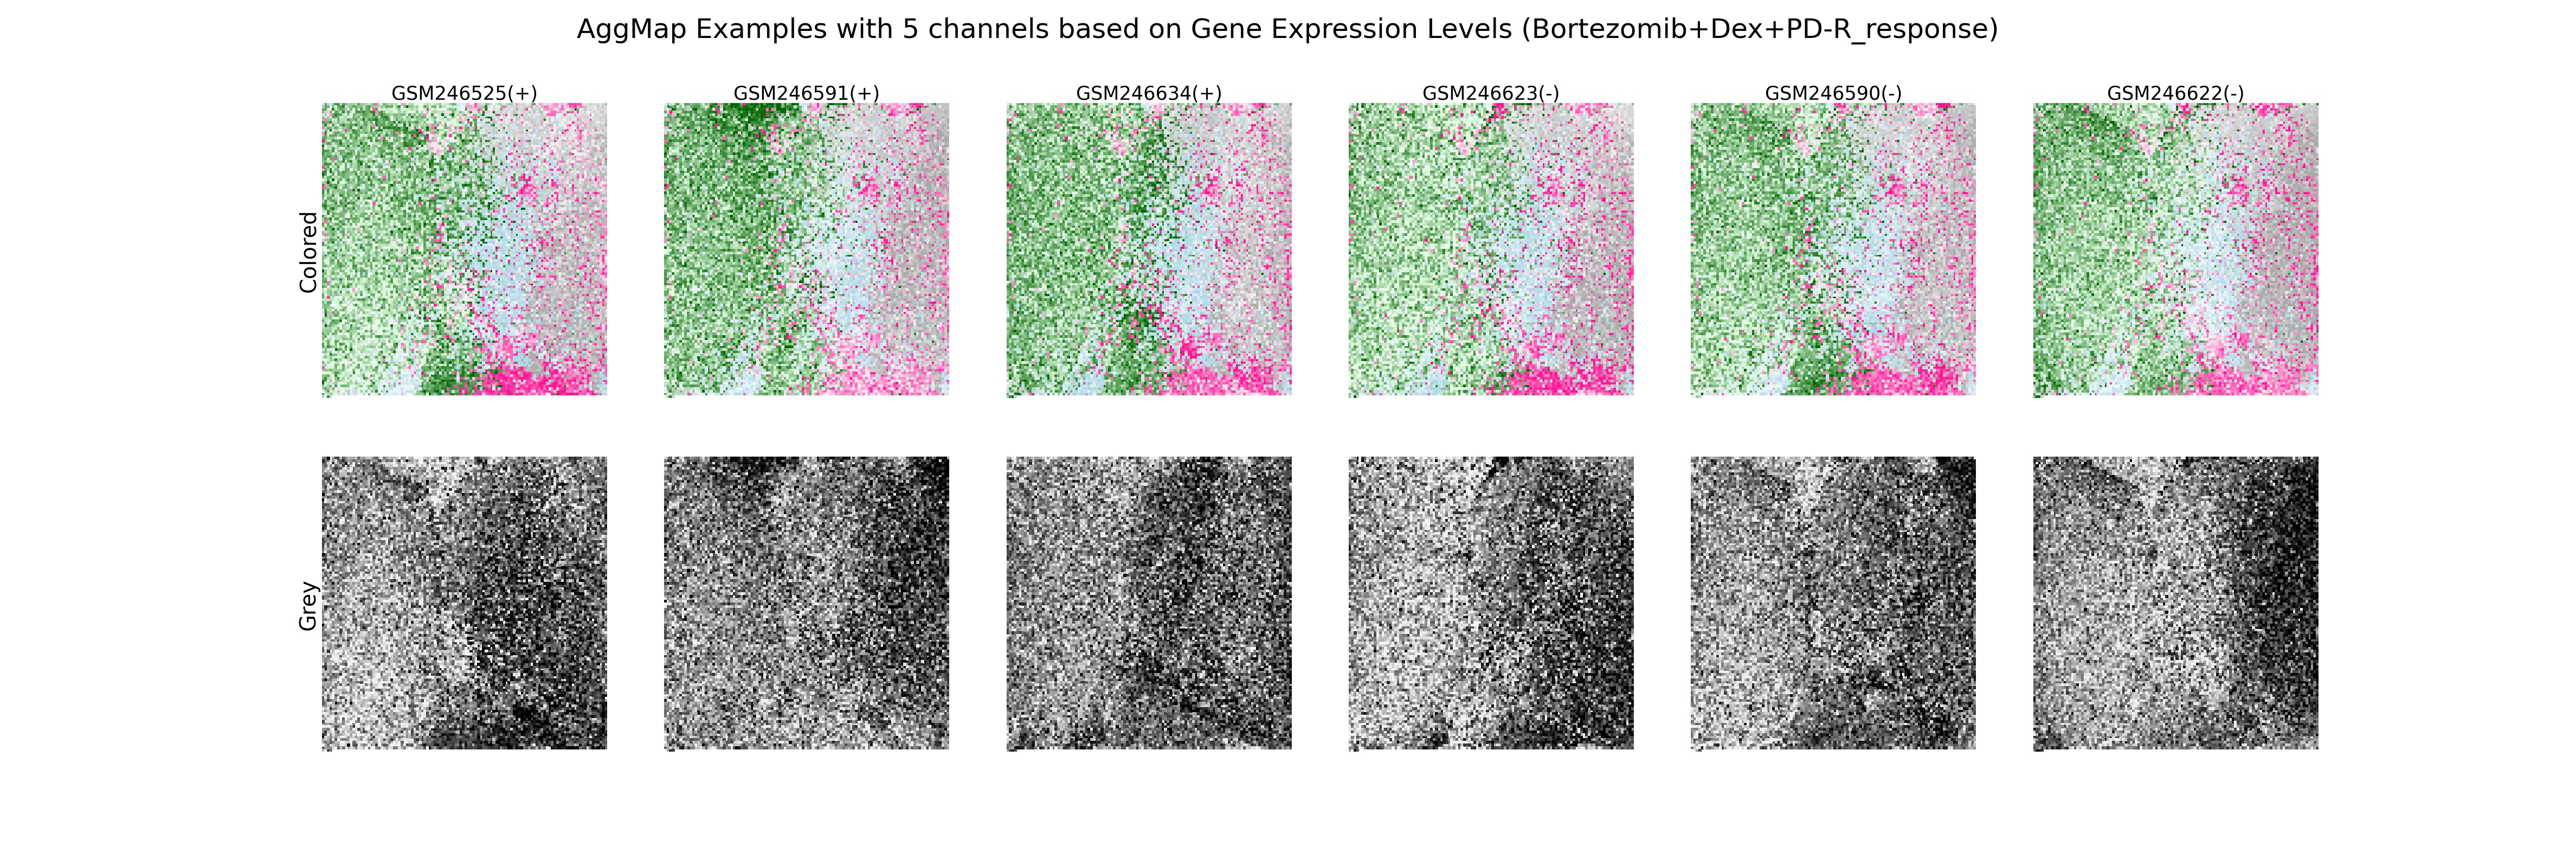 AggMap Examples with 5 channels based on Gene Expression Levels (Bortezomib+Dex+PD-R_response)
GSM246525(+)
GSM246591(+)
GSM246634(+)
GSM246623(-)
GSM246590(-)
GSM246622(-)
Colored
Grey